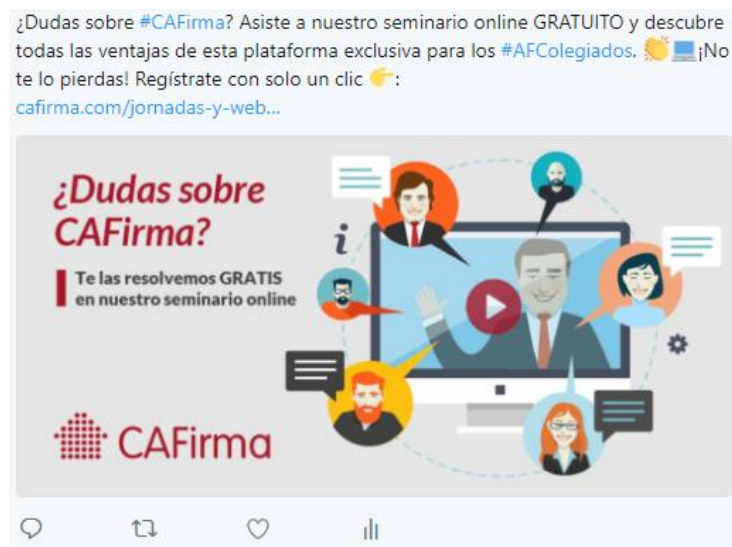 ¿Dudas sobre #CAFirma? Asiste a nuestro seminario online GRATUITO y descubre
todas las ventajas de esta plataforma exclusiva para los #AFColegiados. 👏💻¡No
te lo pierdas! Regístrate con solo un clic 👉:
cafirma.com/jornadas-y-web...
¿Dudas sobre
CAFirma?
Te las resolvemos GRATIS
en nuestro seminario online
i
CAFirma